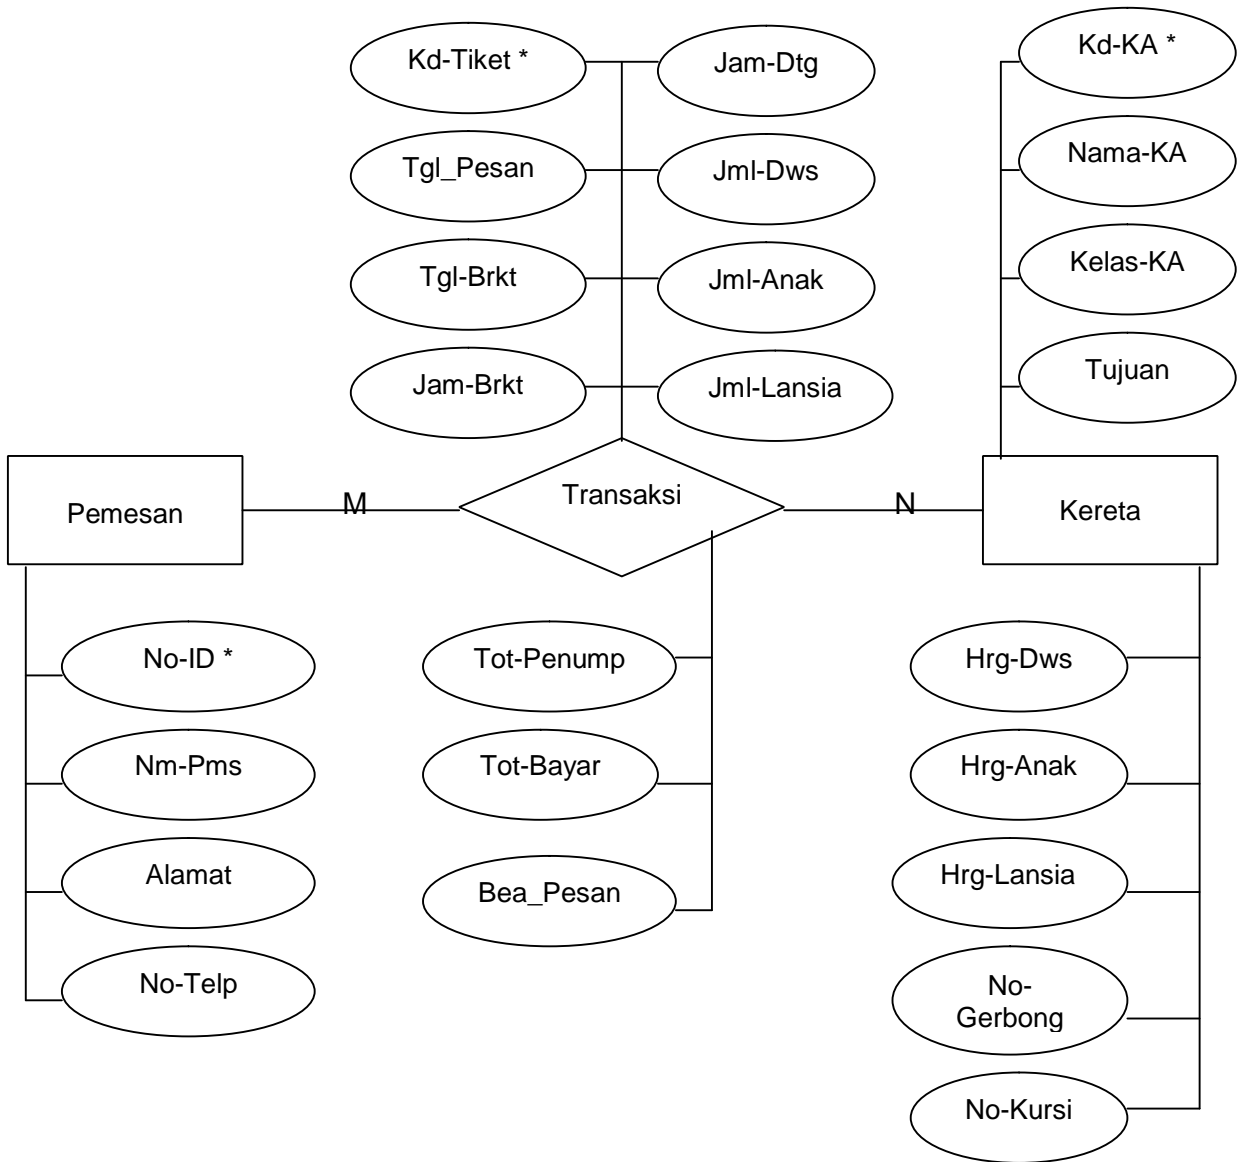 Kd-Tiket *
Jam-Dtg
Kd-KA *
Tgl_Pesan
Jml-Dws
Nama-KA
Tgl-Brkt
Jml-Anak
Kelas-KA
Jam-Brkt
Jml-Lansia
Tujuan
Pemesan
M
Transaksi
N
Kereta
No-ID *
Tot-Penump
Hrg-Dws
Nm-Pms
Tot-Bayar
Hrg-Anak
Alamat
Bea_Pesan
Hrg-Lansia
No-Telp
No-
Gerbong
No-Kursi